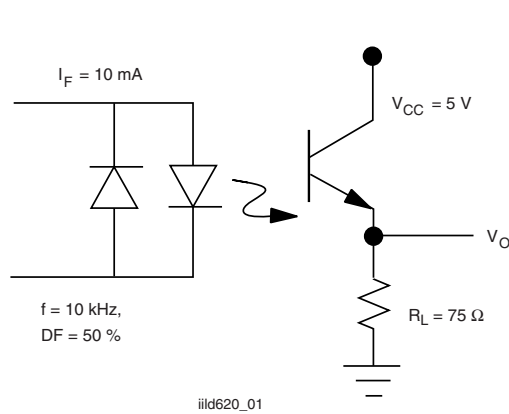 I_F = 10 mA
V_CC = 5 V
V_O
f = 10 kHz,
DF = 50 %
R_L = 75 Ω
iild620_01